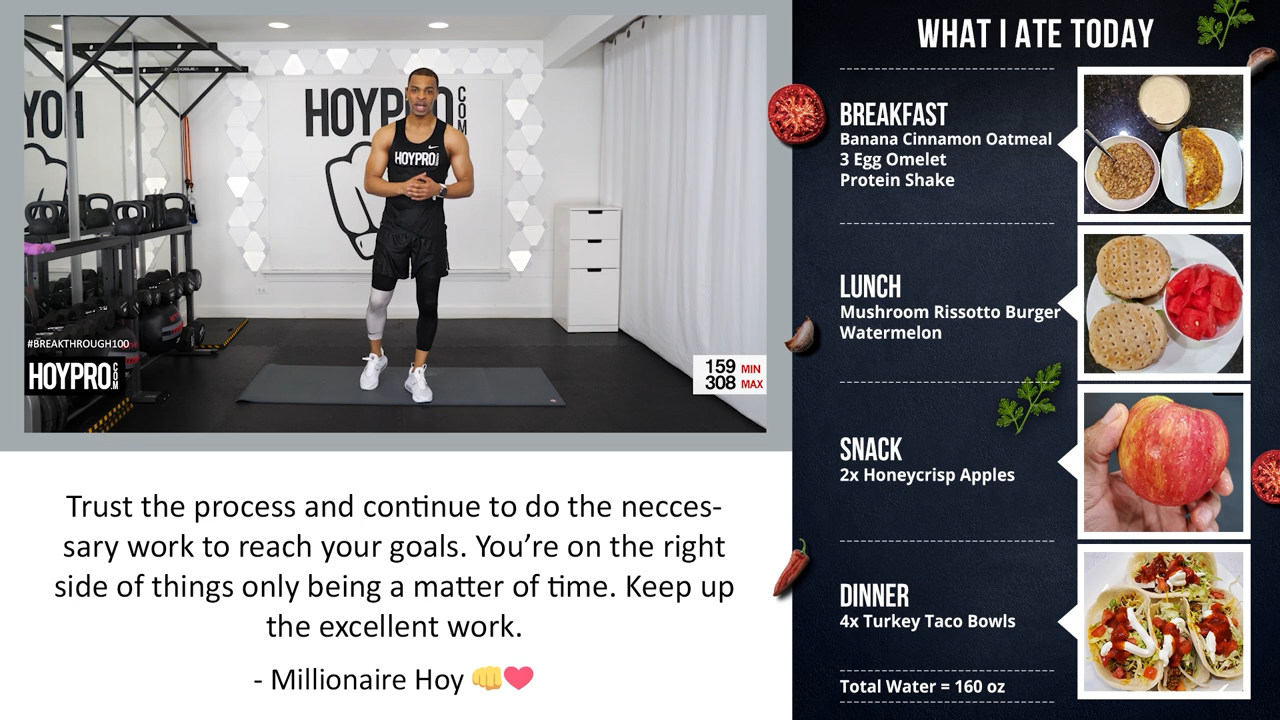 HOYPRO
COM
HOYPRO
#BREAKTHROUGH100
HOYPRO
COM
159 MIN
308 MAX
Trust the process and continue to do the necces-
sary work to reach your goals. You’re on the right
side of things only being a matter of time. Keep up
the excellent work.
- Millionaire Hoy 👊❤️
WHAT I ATE TODAY
BREAKFAST
Banana Cinnamon Oatmeal
3 Egg Omelet
Protein Shake
LUNCH
Mushroom Rissotto Burger
Watermelon
SNACK
2x Honeycrisp Apples
DINNER
4x Turkey Taco Bowls
Total Water = 160 oz